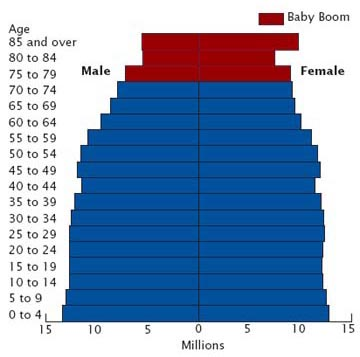 Baby Boom
Age
85 and over
80 to 84
75 to 79
Male
Female
70 to 74
65 to 69
60 to 64
55 to 59
50 to 54
45 to 49
40 to 44
35 to 39
30 to 34
25 to 29
20 to 24
15 to 19
10 to 14
5 to 9
0 to 4
15 10 5 0 5 10 15
Millions